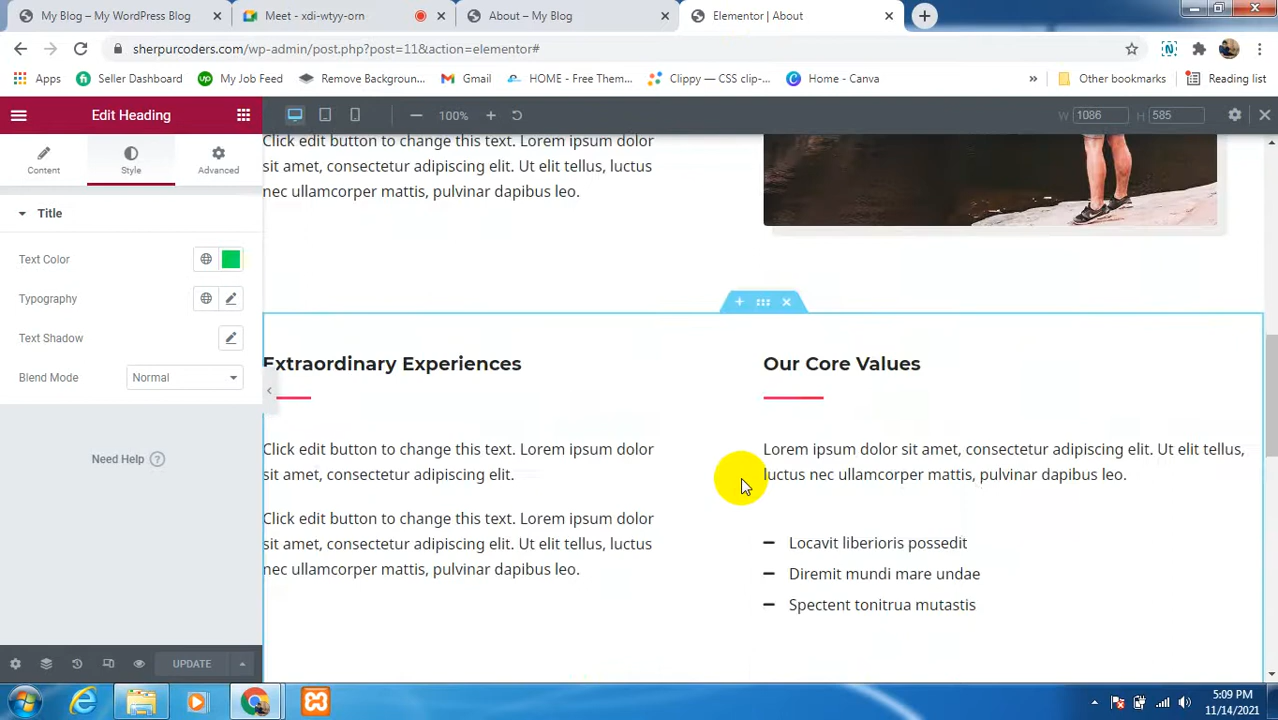 My Blog – My WordPress Blog
Meet - xdi-wtyy-orn
About – My Blog
Elementor | About
sherpurcoders.com/wp-admin/post.php?post=11&action=elementor#
Apps
Seller Dashboard
My Job Feed
Remove Backgroun...
Gmail
HOME - Free Them...
Clippy — CSS clip-...
Home - Canva
»
Other bookmarks
Reading list
Edit Heading
100%
W 1086
H 585
Content
Style
Advanced
Title
Text Color
Typography
Text Shadow
Blend Mode
Normal
Need Help ?
UPDATE
Click edit button to change this text. Lorem ipsum dolor
sit amet, consectetur adipiscing elit. Ut elit tellus, luctus
nec ullamcorper mattis, pulvinar dapibus leo.
Extraordinary Experiences
Click edit button to change this text. Lorem ipsum dolor
sit amet, consectetur adipiscing elit.
Click edit button to change this text. Lorem ipsum dolor
sit amet, consectetur adipiscing elit. Ut elit tellus, luctus
nec ullamcorper mattis, pulvinar dapibus leo.
Our Core Values
Lorem ipsum dolor sit amet, consectetur adipiscing elit. Ut elit tellus,
luctus nec ullamcorper mattis, pulvinar dapibus leo.
Locavit liberioris possedit
Diremit mundi mare undae
Spectent tonitrua mutastis
5:09 PM
11/14/2021